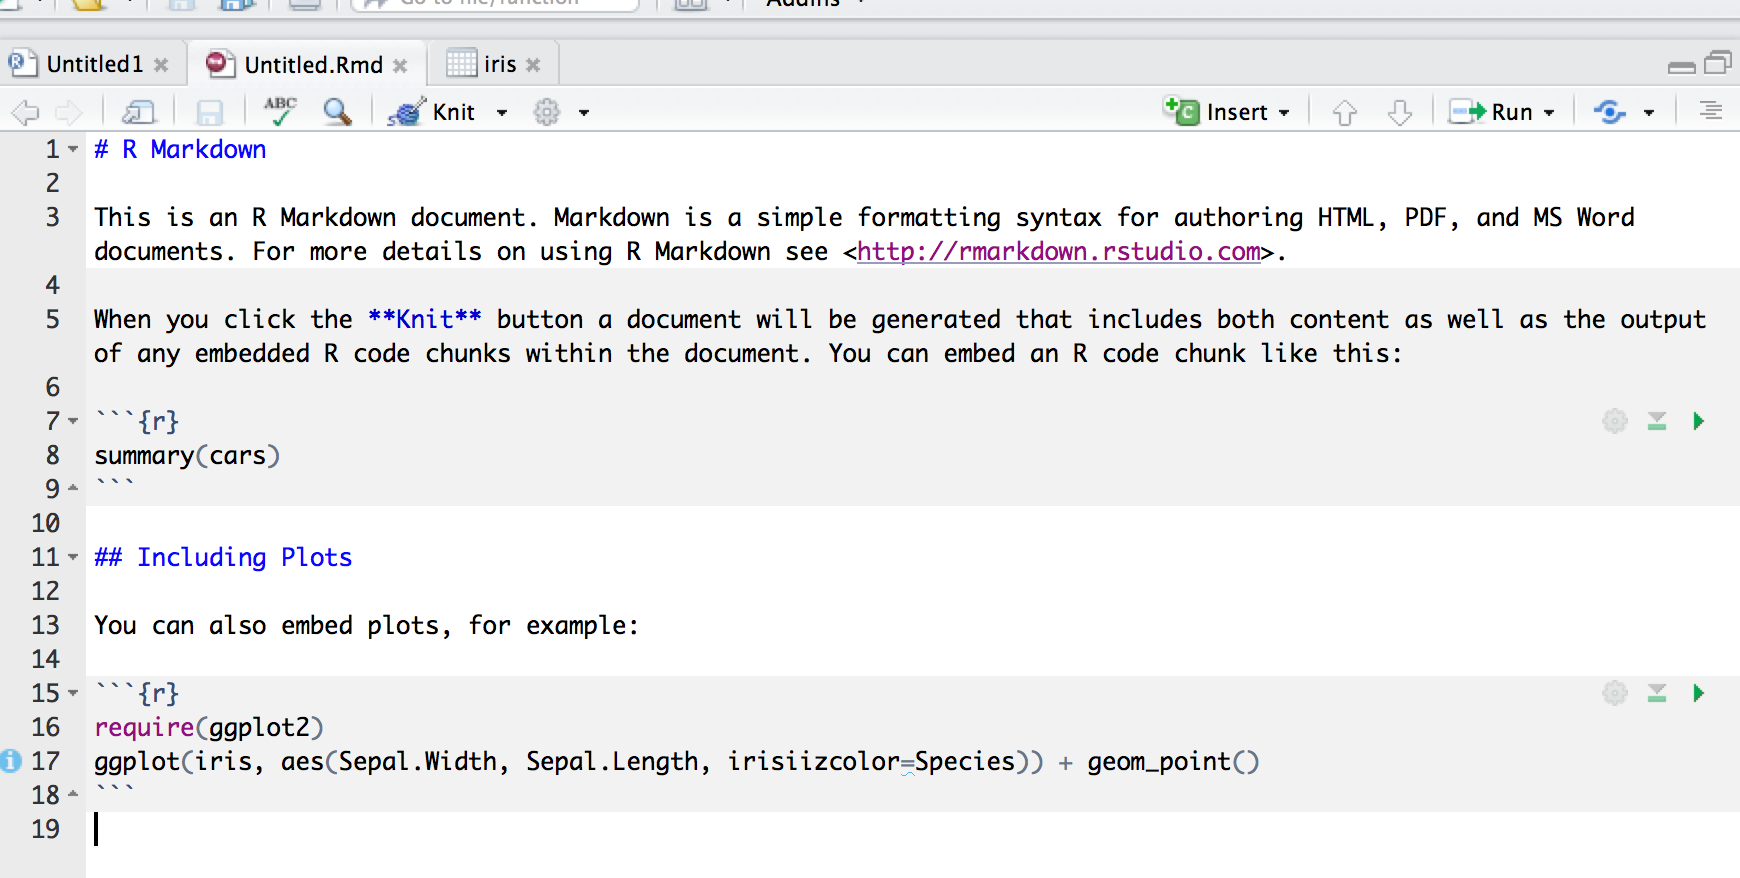 Go to file/function
Addins
Untitled1
Untitled.Rmd
iris
ABC
Knit
Insert
Run
1 # R Markdown
2
3 This is an R Markdown document. Markdown is a simple formatting syntax for authoring HTML, PDF, and MS Word
documents. For more details on using R Markdown see <http://rmarkdown.rstudio.com>.
4
5 When you click the **Knit** button a document will be generated that includes both content as well as the output
of any embedded R code chunks within the document. You can embed an R code chunk like this:
6
7 ```{r}
8 summary(cars)
9 ```
10
11 ## Including Plots
12
13 You can also embed plots, for example:
14
15 ```{r}
16 require(ggplot2)
17 ggplot(iris, aes(Sepal.Width, Sepal.Length, irisiizcolor=Species)) + geom_point()
18 ```
19